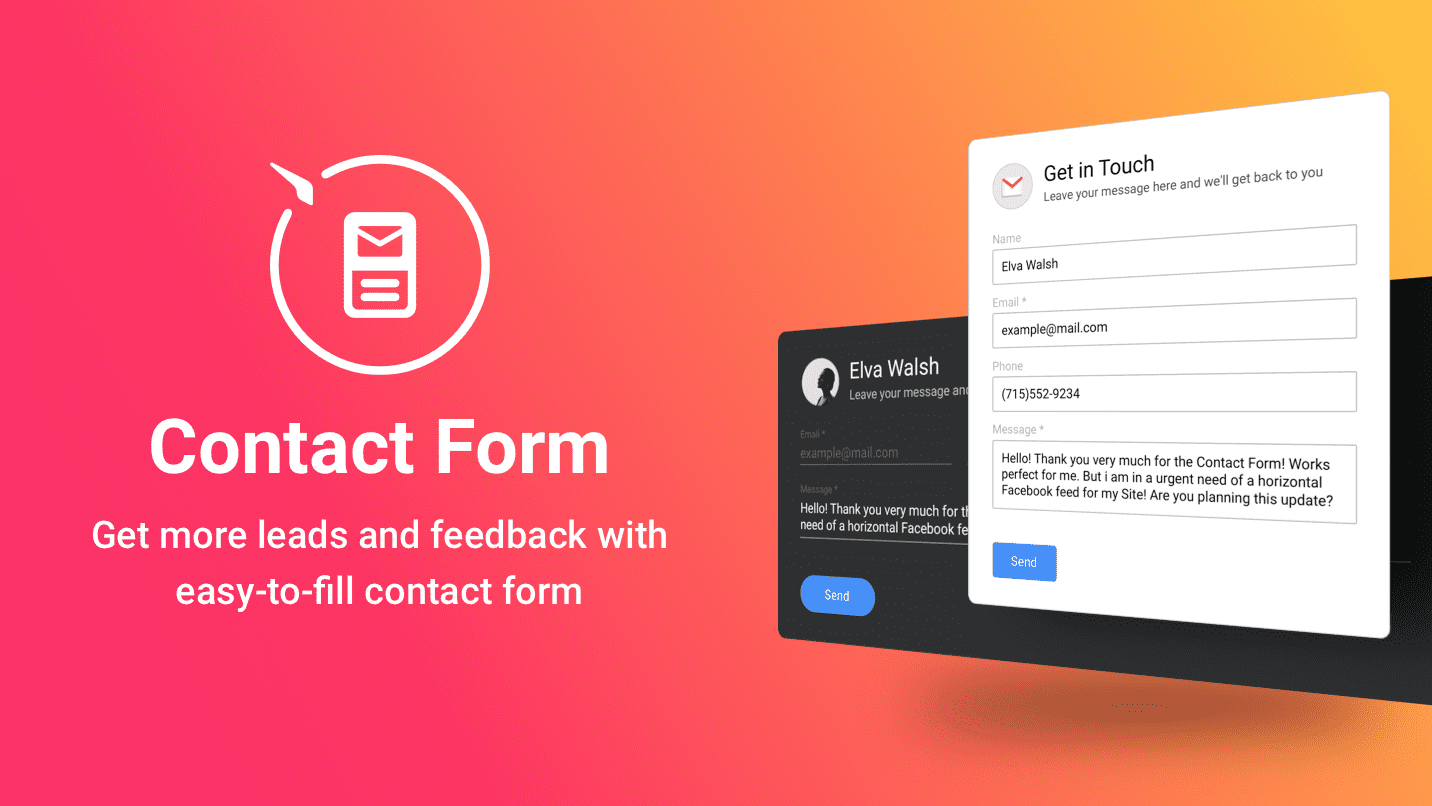 Contact Form
Get more leads and feedback with
easy-to-fill contact form
Elva Walsh
Leave your message and
Email *
example@mail.com
Message *
Hello! Thank you very much for
need of a horizontal Facebook
Send
Get in Touch
Leave your message here and we'll get back to you
Name
Elva Walsh
Email *
example@mail.com
Phone
(715)552-9234
Message *
Hello! Thank you very much for the Contact Form! Works
perfect for me. But i am in a urgent need of a horizontal
Facebook feed for my Site! Are you planning this update?
Send